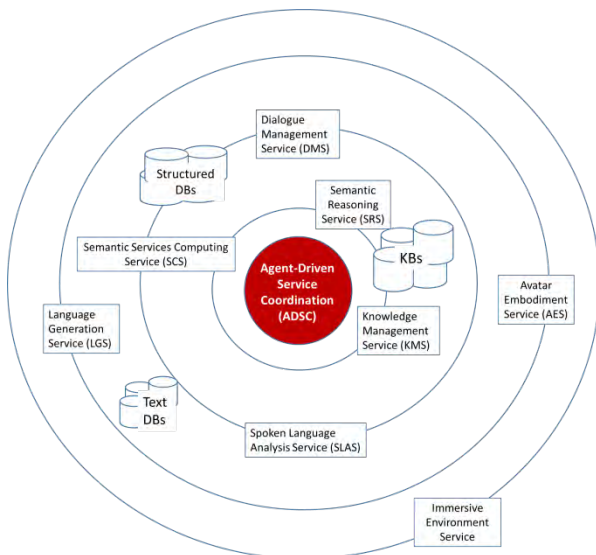 Dialogue
Management
Service (DMS)
Structured
DBs
Semantic
Reasoning
Service (SRS)
Semantic Services Computing
Service (SCS)
KBs
Agent-Driven
Service
Coordination
(ADSC)
Avatar
Embodiment
Service (AES)
Language
Generation
Service (LGS)
Knowledge
Management
Service (KMS)
Text
DBs
Spoken Language
Analysis Service (SLAS)
Immersive
Environment
Service